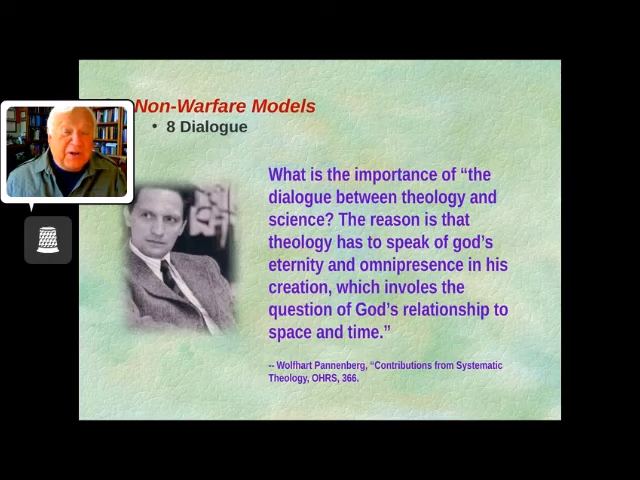 Non-Warfare Models
• 8 Dialogue
What is the importance of “the
dialogue between theology and
science? The reason is that
theology has to speak of god’s
eternity and omnipresence in his
creation, which involes the
question of God’s relationship to
space and time.”
-- Wolfhart Pannenberg, “Contributions from Systematic
Theology, OHRS, 366.